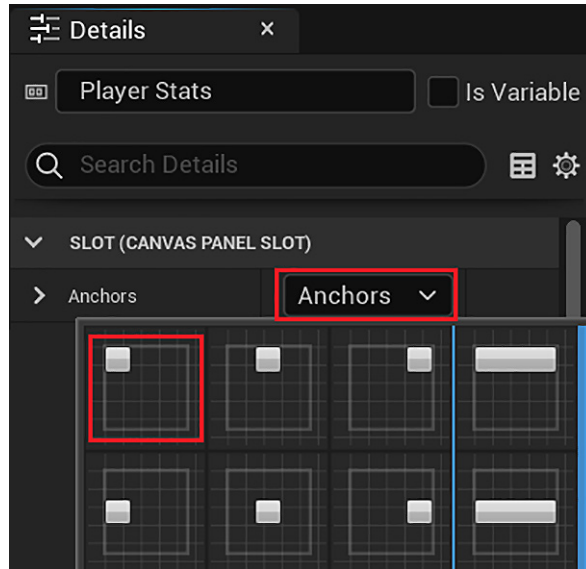 Details ×
Player Stats
Is Variable
Search Details
SLOT (CANVAS PANEL SLOT)
Anchors
Anchors